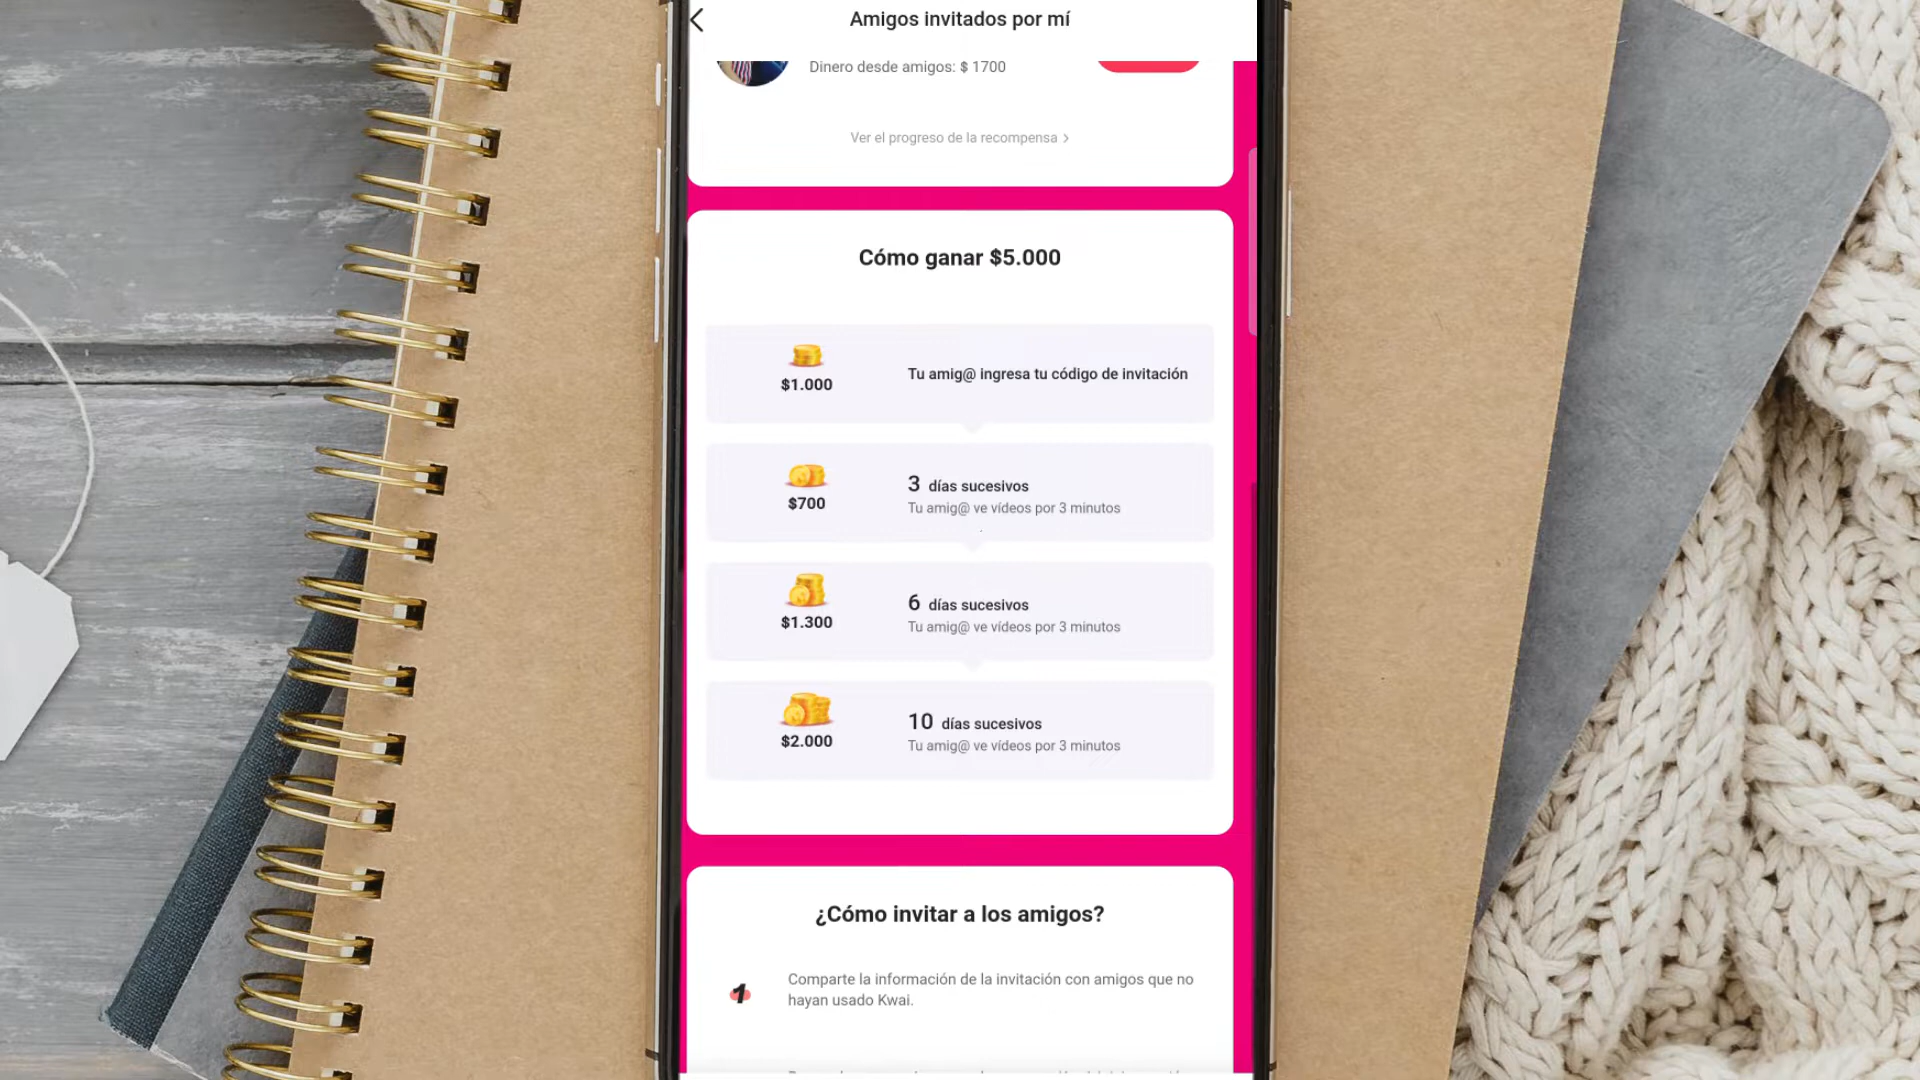 Amigos invitados por mí
Dinero desde amigos: $ 1700
Ver el progreso de la recompensa >
Cómo ganar $5.000
$1.000
Tu amig@ ingresa tu código de invitación
$700
3 días sucesivos
Tu amig@ ve vídeos por 3 minutos
$1.300
6 días sucesivos
Tu amig@ ve vídeos por 3 minutos
$2.000
10 días sucesivos
Tu amig@ ve vídeos por 3 minutos
¿Cómo invitar a los amigos?
1
Comparte la información de la invitación con amigos que no
hayan usado Kwai.